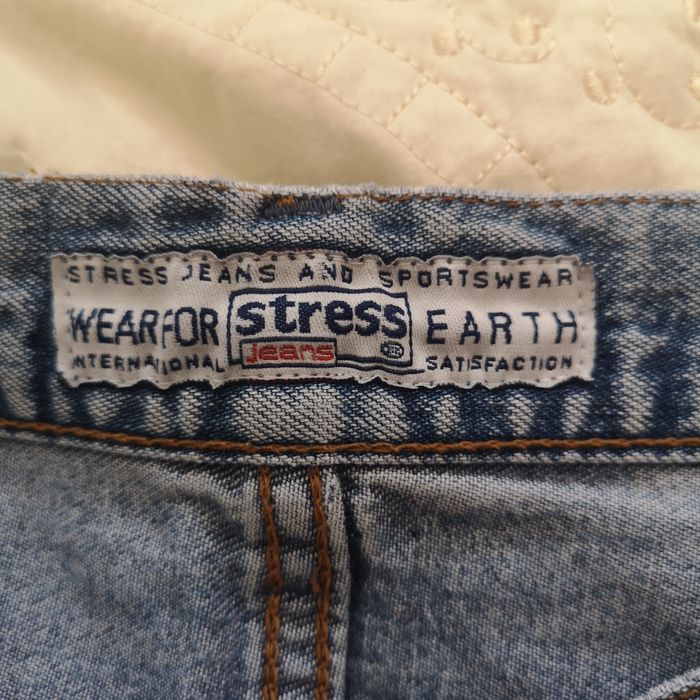 STRESS JEANS AND SPORTSWEAR
WEAR FOR stress EARTH
INTERNATIONAL jeans SATISFACTION